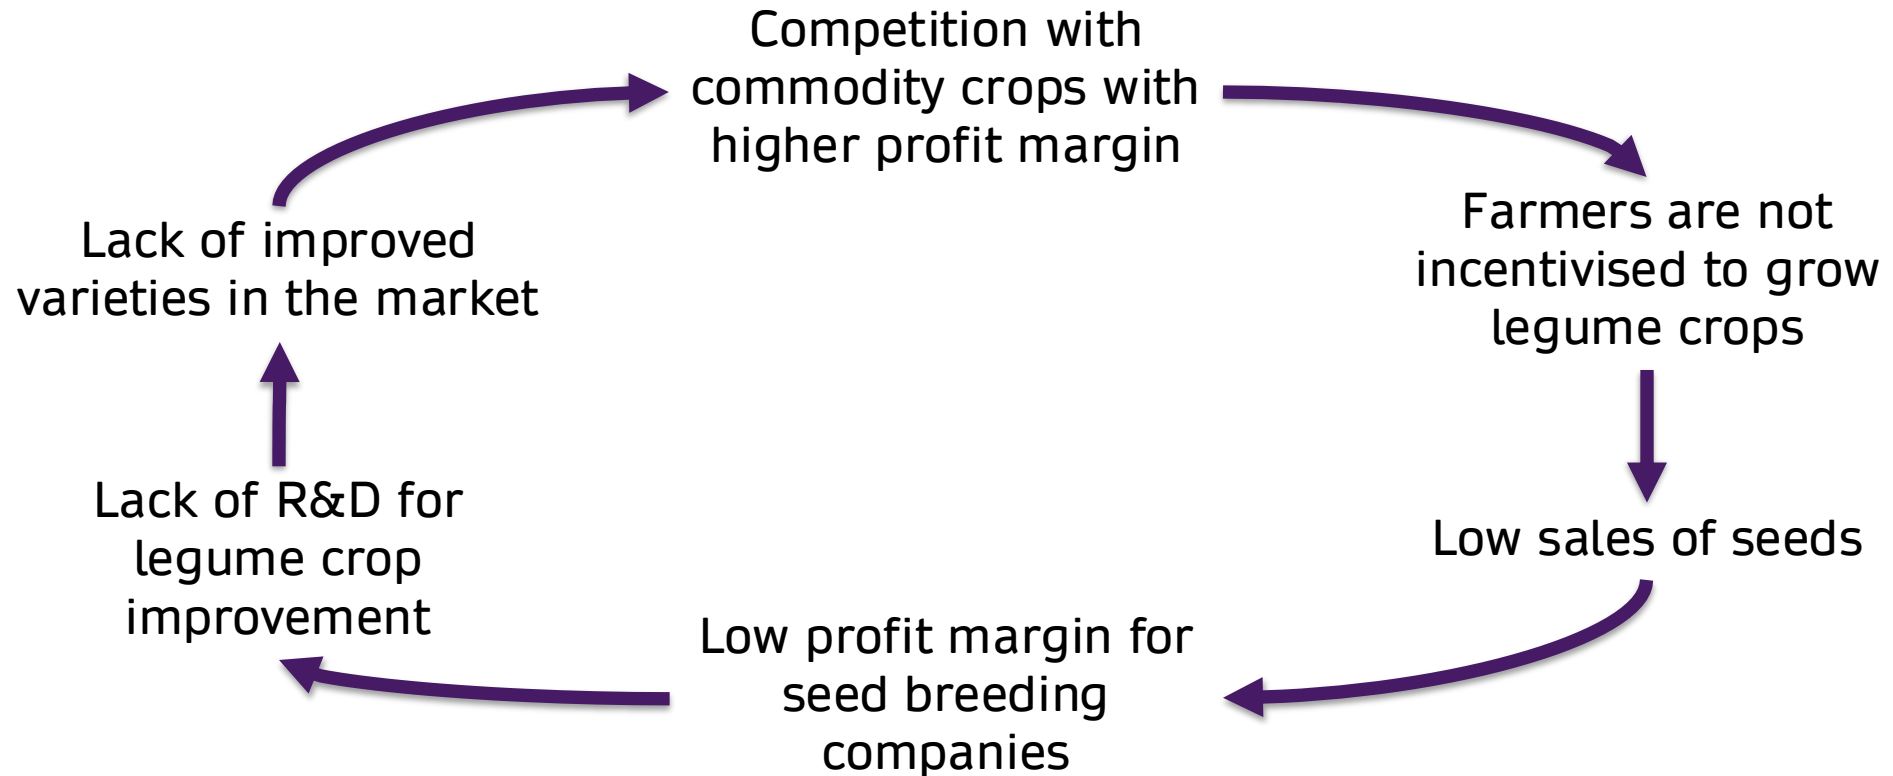 Competition with
commodity crops with
higher profit margin
Farmers are not
incentivised to grow
legume crops
Low sales of seeds
Low profit margin for
seed breeding
companies
Lack of R&D for
legume crop
improvement
Lack of improved
varieties in the market